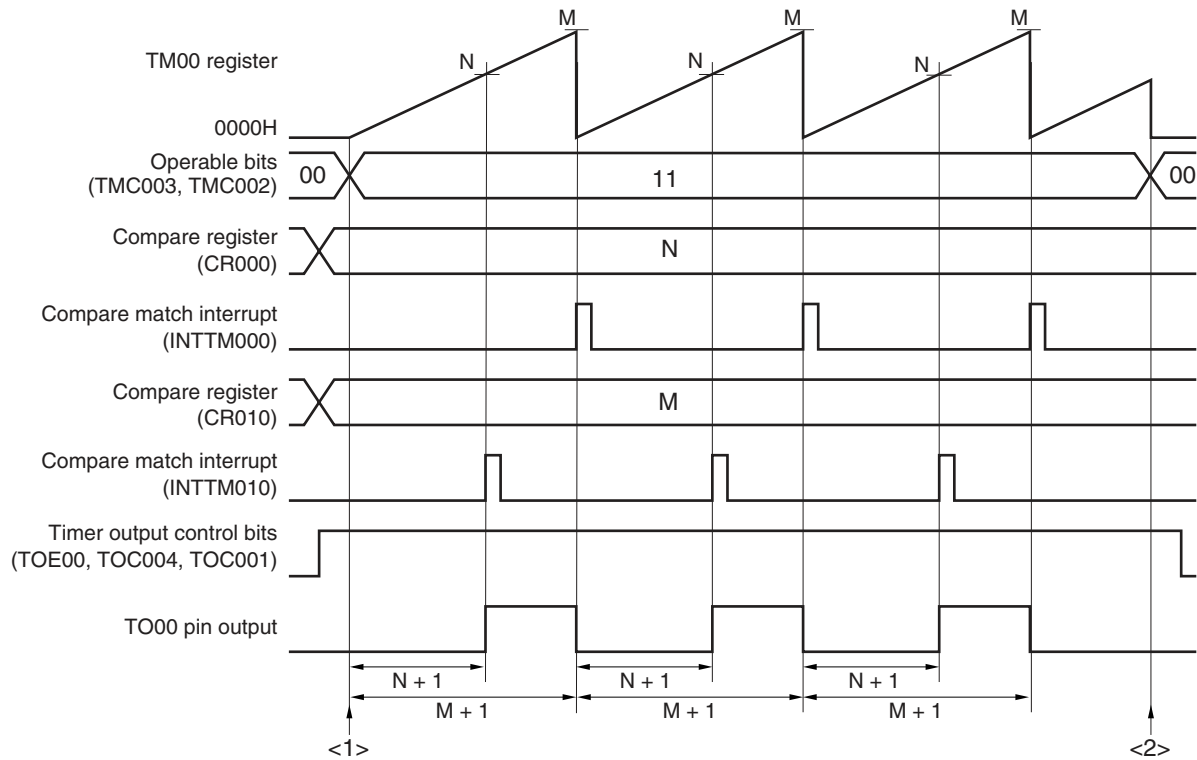 M M M
TM00 register N N N
0000H
Operable bits
(TMC003, TMC002) 00 11 00
Compare register
(CR000) N
Compare match interrupt
(INTTM000)
Compare register
(CR010) M
Compare match interrupt
(INTTM010)
Timer output control bits
(TOE00, TOC004, TOC001)
TO00 pin output
N + 1 N + 1 N + 1
M + 1 M + 1 M + 1
<1> <2>